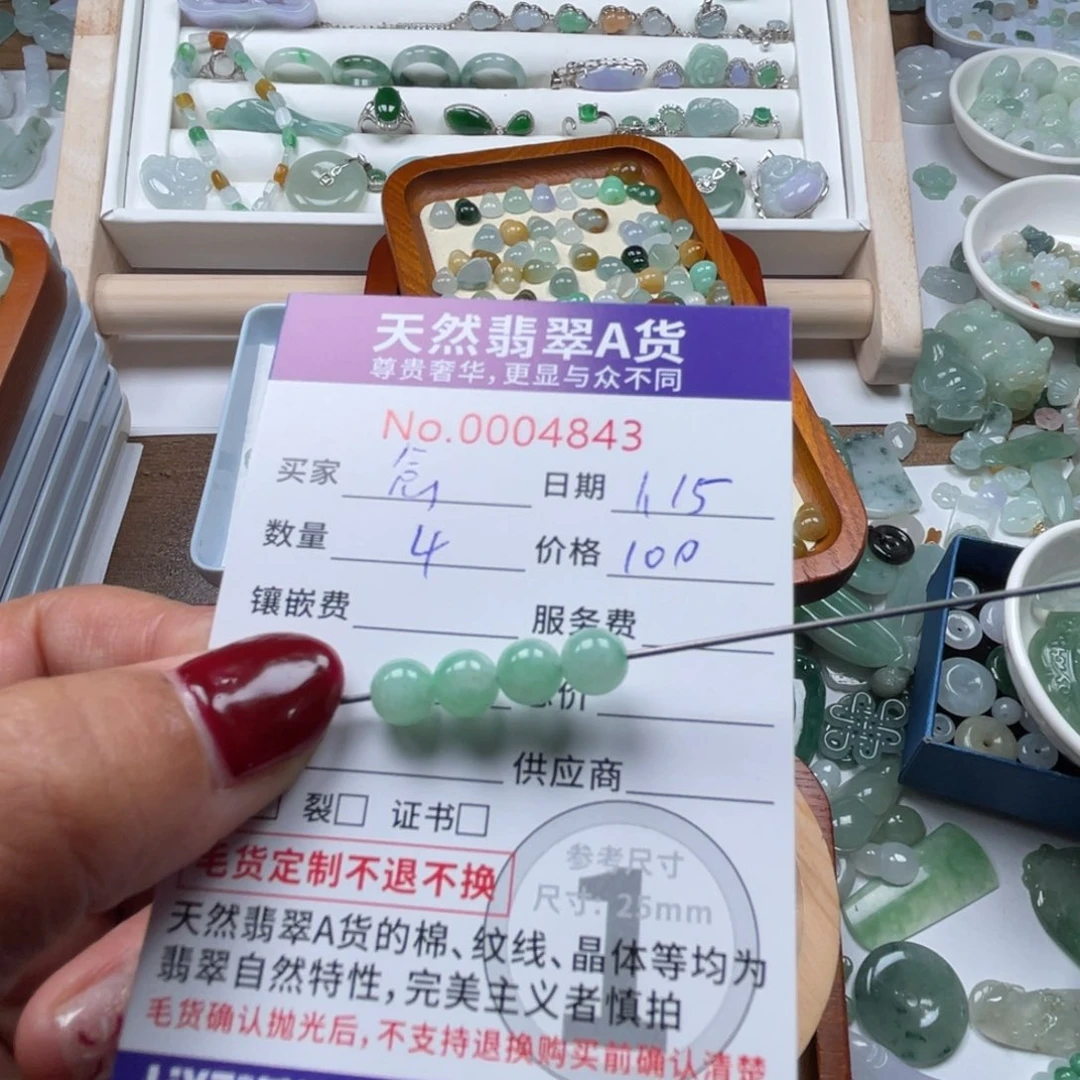 天然翡翠A货
尊贵奢华,更显与众不同
No.0004843
买家 日期 1.15
数量 4 价格 100
镶嵌费 服务费
价
供应商
裂□ 证书□
毛货定制不退不换
参考尺寸
尺寸: 25mm
1
天然翡翠A货的棉、纹线、晶体等均为
翡翠自然特性,完美主义者慎拍
毛货确认抛光后,不支持退换购买前确认清楚